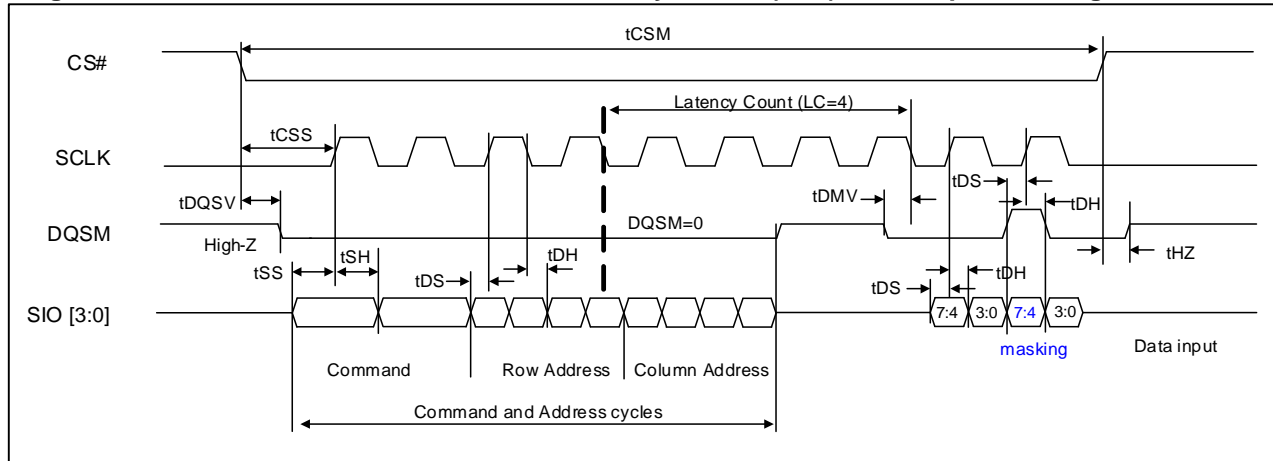 tCSM
CS#
Latency Count (LC=4)
tCSS
SCLK
tDS
tDQSV
tDMV
tDH
DQSM
DQSM=0
High-Z
tHZ
tSS
tSH
tDS
tDH
tDH
tDS
SIO [3:0]
7:4
3:0
7:4
3:0
masking
Data input
Command
Row Address
Column Address
Command and Address cycles